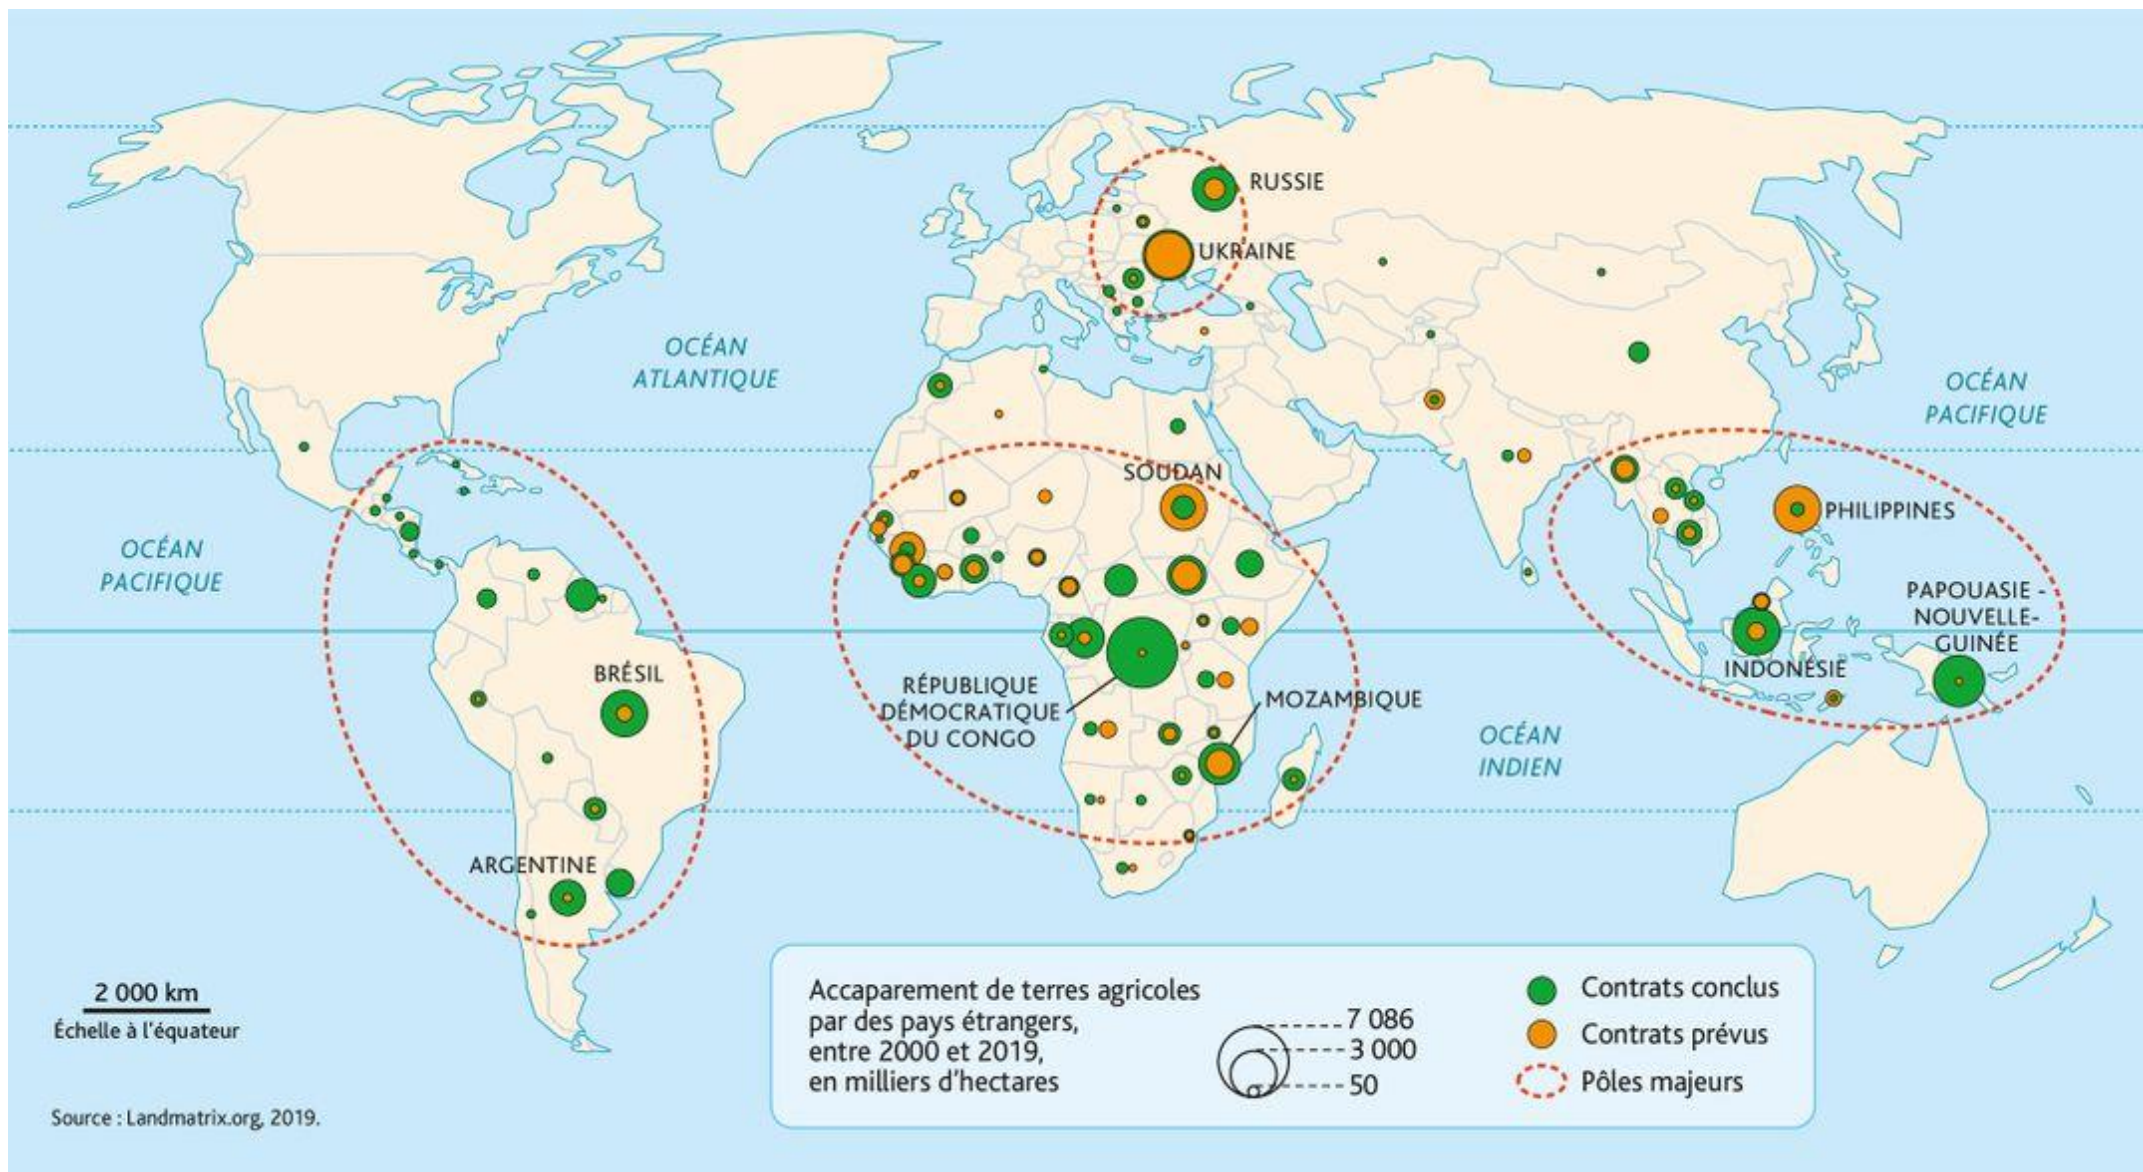 RUSSIE
UKRAINE
OCÉAN
ATLANTIQUE
OCÉAN
PACIFIQUE
SOUDAN
PHILIPPINES
OCÉAN
PACIFIQUE
PAPOUASIE -
NOUVELLE-
GUINÉE
INDONÉSIE
BRÉSIL
RÉPUBLIQUE
DÉMOCRATIQUE
DU CONGO
MOZAMBIQUE
OCÉAN
INDIEN
ARGENTINE
2 000 km
Échelle à l'équateur
Source : Landmatrix.org, 2019.
Accaparement de terres agricoles
par des pays étrangers,
entre 2000 et 2019,
en milliers d'hectares
7 086
3 000
50
Contrats conclus
Contrats prévus
Pôles majeurs